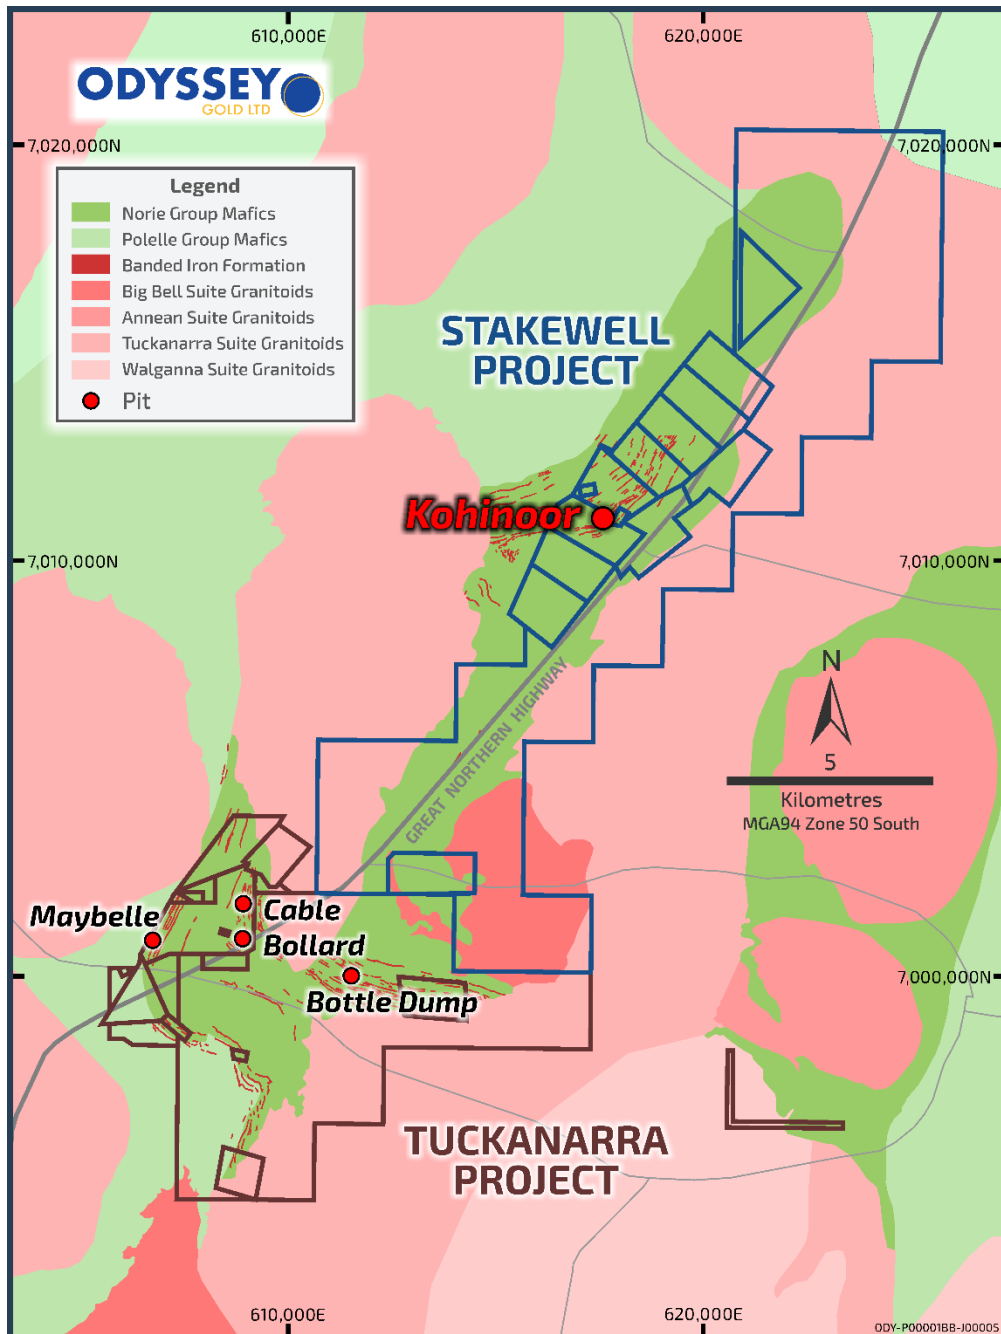 610,000E
620,000E
ODYSSEY
GOLD LTD
7,020,000N
7,020,000N
Legend
Norie Group Mafics
Polelle Group Mafics
Banded Iron Formation
Big Bell Suite Granitoids
Annean Suite Granitoids
Tuckanarra Suite Granitoids
Walganna Suite Granitoids
Pit
STAKEWELL
PROJECT
Kohinoor
7,010,000N
7,010,000N
N
5
Kilometres
MGA94 Zone 50 South
GREAT NORTHERN HIGHWAY
Maybelle
Cable
Bollard
Bottle Dump
7,000,000N
TUCKANARRA
PROJECT
610,000E
620,000E
ODY-P00001BB-J00005